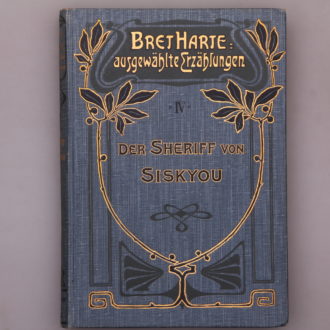 BRET HARTE:
ausgewählte Erzählungen
·IV·
DER SHERIFF VON
SISKYOU